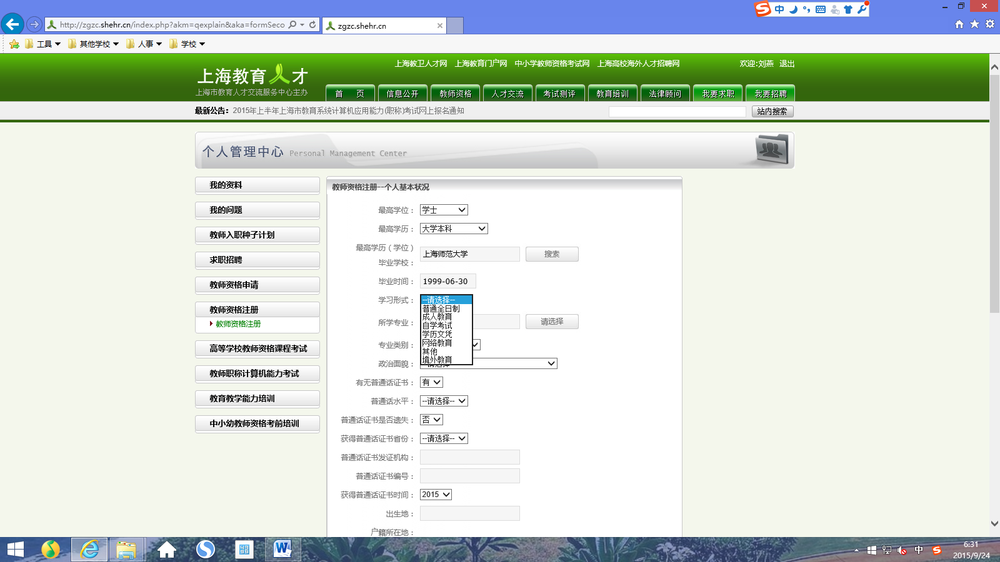 http://zgzc.shehr.cn/index.php?akm=qexplain&aka=formSeco
zgzc.shehr.cn
中
工具
其他学校
人事
学校
上海教育人才
上海市教育人才交流服务中心主办
上海教卫人才网 上海教育门户网 中小学教师资格考试网 上海高校海外人才招聘网
欢迎:刘燕 退出
首 页 信息公开 教师资格 人才交流 考试测评 教育培训 法律顾问 我要求职 我要招聘
最新公告： 2015年上半年上海市教育系统计算机应用能力(职称)考试网上报名通知
站内搜索
个人管理中心 Personal Management Center
我的资料
我的问题
教师入职种子计划
求职招聘
教师资格申请
教师资格注册
教师资格注册
高等学校教师资格课程考试
教师职称计算机能力考试
教育教学能力培训
中小幼教师资格考前培训
教师资格注册--个人基本状况
最高学位： 学士
最高学历： 大学本科
最高学历（学位）
毕业学校： 上海师范大学 搜索
毕业时间： 1999-06-30
学习形式： --请选择--
普通全日制
成人教育
自学考试
学历文凭
网络教育
其他
境外教育
所学专业： 请选择
专业类别：
政治面貌：
有无普通话证书： 有
普通话水平： --请选择--
普通话证书是否遗失： 否
获得普通话证书省份： --请选择--
普通话证书发证机构：
普通话证书编号：
获得普通话证书时间： 2015
出生地：
户籍所在地：
中
6:31
2015/9/24